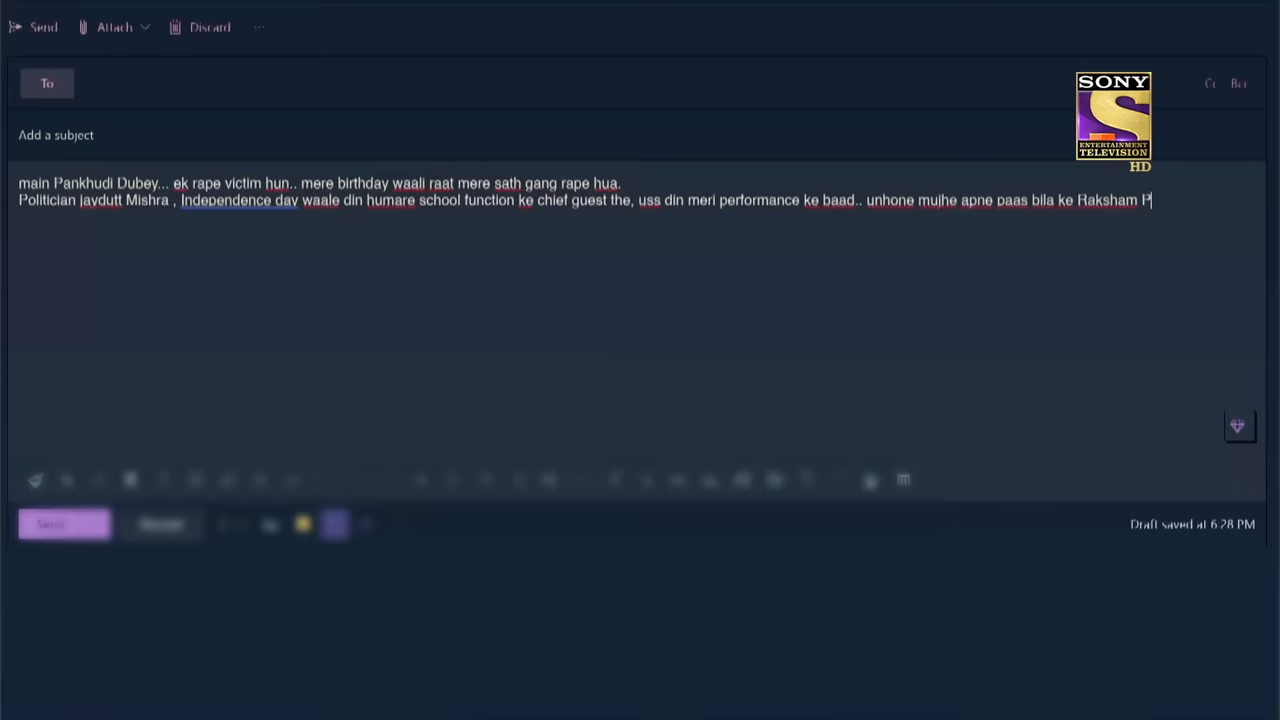 Send Attach Discard ...
To
Add a subject
SONY
S
ENTERTAINMENT
TELEVISION
HD
main Pankhudi Dubey... ek rape victim hun.. mere birthday waali raat mere sath gang rape hua.
Politician Jaydutt Mishra , Independence day waale din humare school function ke chief guest the, uss din meri performance ke baad.. unhone mujhe apne paas bila ke Raksham P
Send
Draft saved at 6:28 PM